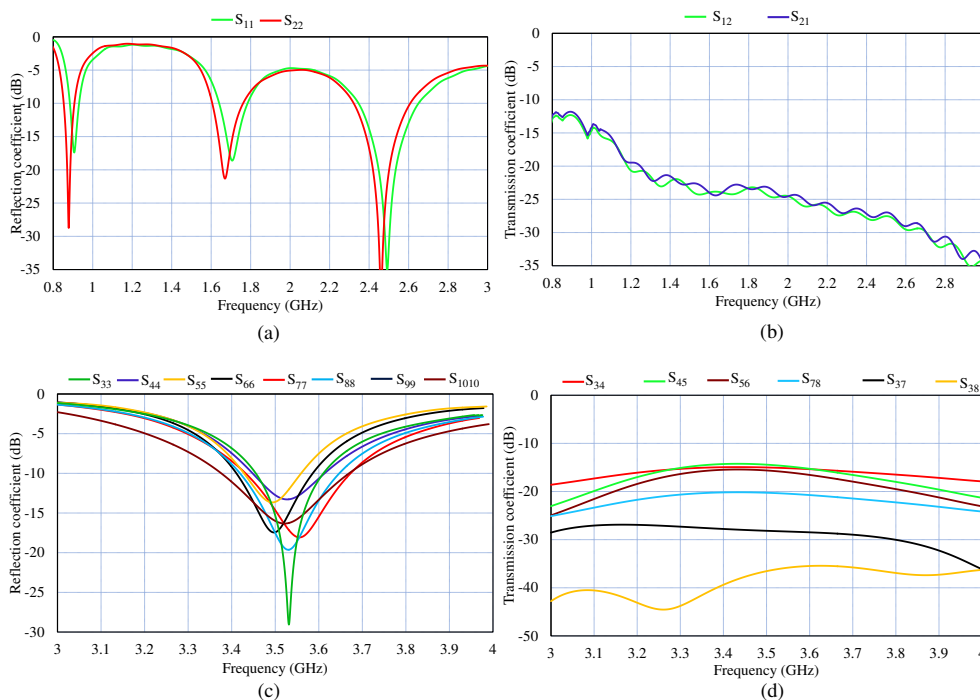 S11 S22
S12 S21
0
-5
-10
-15
-20
-25
-30
-35
Reflection coefficient (dB)
0.8 1 1.2 1.4 1.6 1.8 2 2.2 2.4 2.6 2.8 3
Frequency (GHz)
(a)
0
-5
-10
-15
-20
-25
-30
-35
Transmission coefficient (dB)
0.8 1 1.2 1.4 1.6 1.8 2 2.2 2.4 2.6 2.8
Frequency (GHz)
(b)
S33 S44 S55 S66 S77 S88 S99 S1010
0
-5
-10
-15
-20
-25
-30
Reflection coefficient (dB)
3 3.1 3.2 3.3 3.4 3.5 3.6 3.7 3.8 3.9 4
Frequency (GHz)
(c)
S34 S45 S56 S78 S37 S38
0
-10
-20
-30
-40
-50
Transmission coefficient (dB)
3 3.1 3.2 3.3 3.4 3.5 3.6 3.7 3.8 3.9 4
Frequency (GHz)
(d)